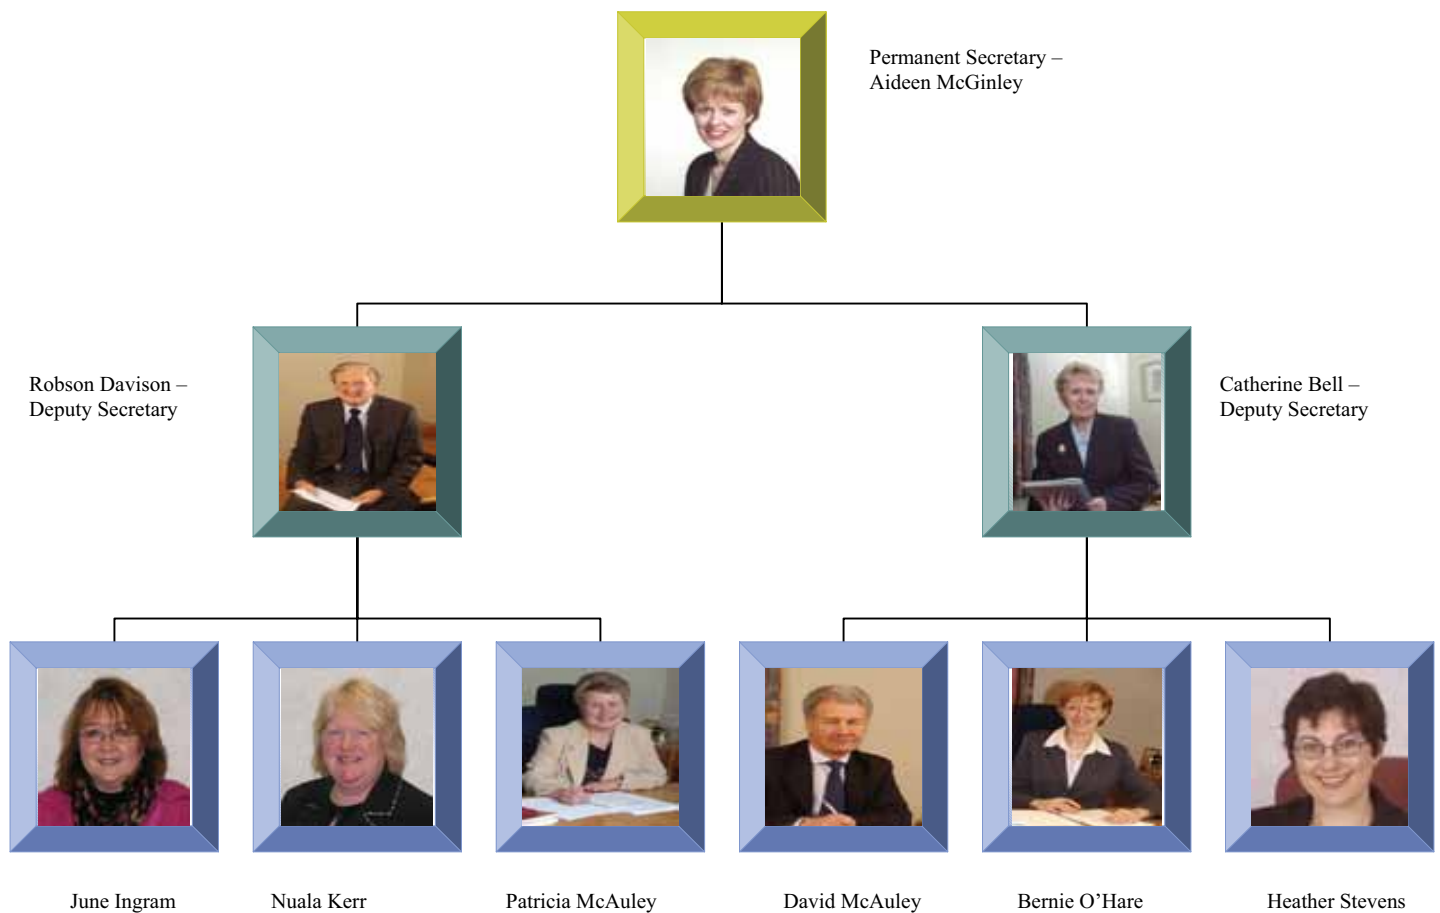 Permanent Secretary –
Aideen McGinley
Robson Davison –
Deputy Secretary
Catherine Bell –
Deputy Secretary
June Ingram
Nuala Kerr
Patricia McAuley
David McAuley
Bernie O’Hare
Heather Stevens